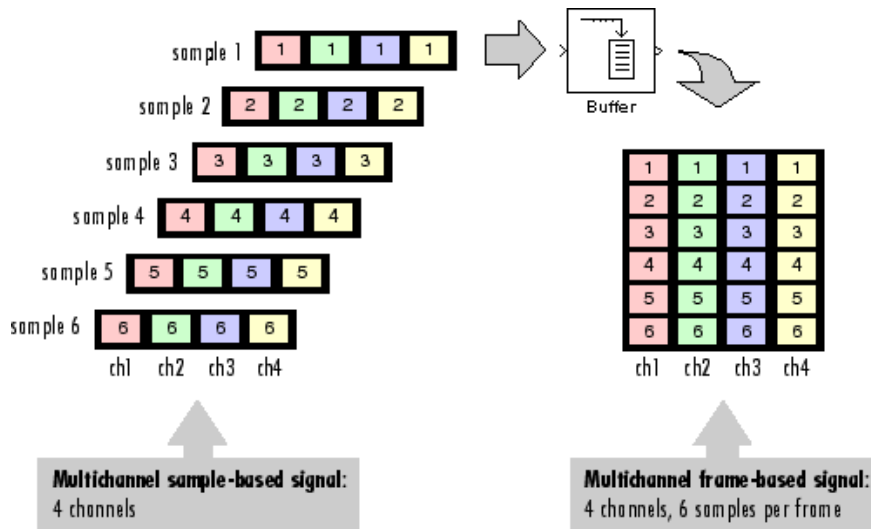 sample 1 1 1 1 1
sample 2 2 2 2 2
sample 3 3 3 3 3
sample 4 4 4 4 4
sample 5 5 5 5 5
sample 6 6 6 6 6
ch1 ch2 ch3 ch4
Multichannel sample-based signal:
4 channels
Buffer
1 1 1 1
2 2 2 2
3 3 3 3
4 4 4 4
5 5 5 5
6 6 6 6
ch1 ch2 ch3 ch4
Multichannel frame-based signal:
4 channels, 6 samples per frame